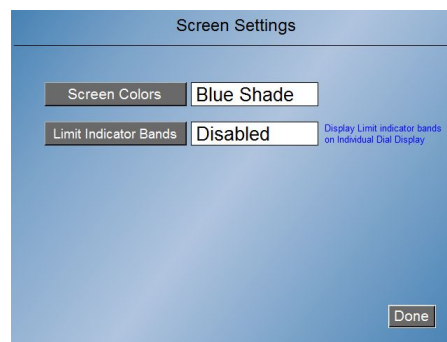 Screen Settings
Screen Colors Blue Shade
Limit Indicator Bands Disabled Display Limit indicator bands
on Individual Dial Display
Done